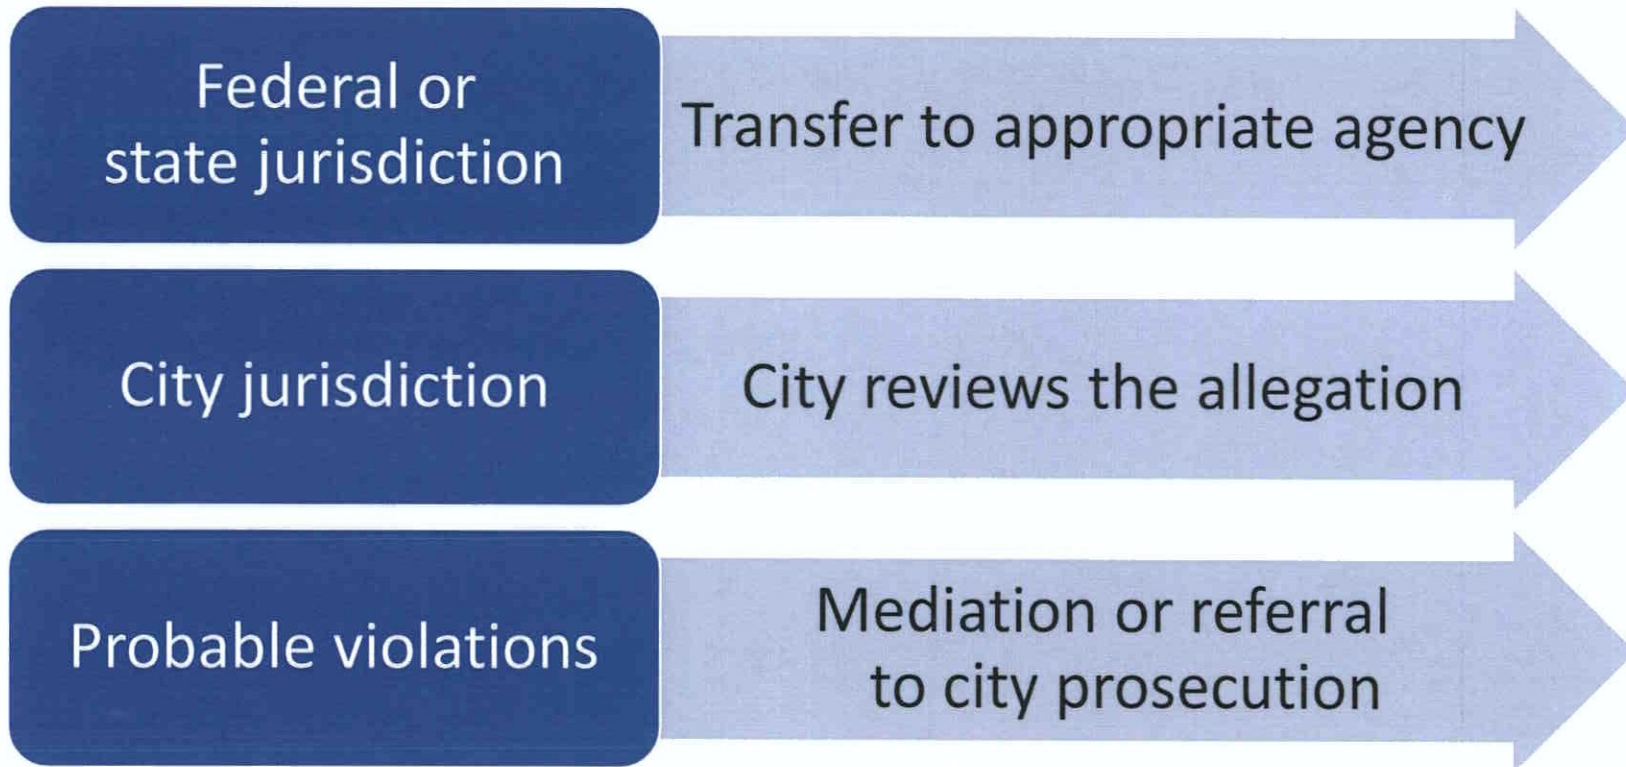 Federal or
state jurisdiction
Transfer to appropriate agency
City jurisdiction
City reviews the allegation
Probable violations
Mediation or referral
to city prosecution